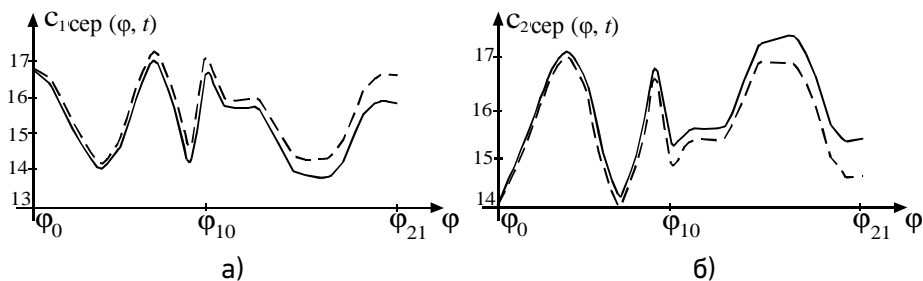 c₁сер (φ, t)
17
16
15
14
13
φ₀
φ₁₀
φ₂₁
φ
а)
c₂сер (φ, t)
17
16
15
14
φ₀
φ₁₀
φ₂₁
φ
б)